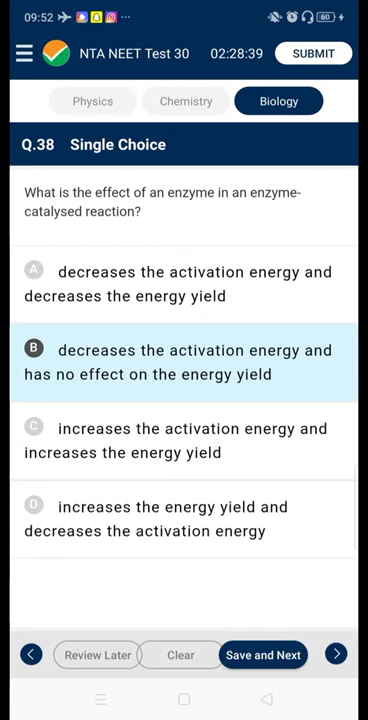 09:52 ... 60
NTA NEET Test 30 02:28:39 SUBMIT
Physics Chemistry Biology
Q.38 Single Choice
What is the effect of an enzyme in an enzyme-
catalysed reaction?
A decreases the activation energy and
decreases the energy yield
B decreases the activation energy and
has no effect on the energy yield
C increases the activation energy and
increases the energy yield
D increases the energy yield and
decreases the activation energy
Review Later Clear Save and Next